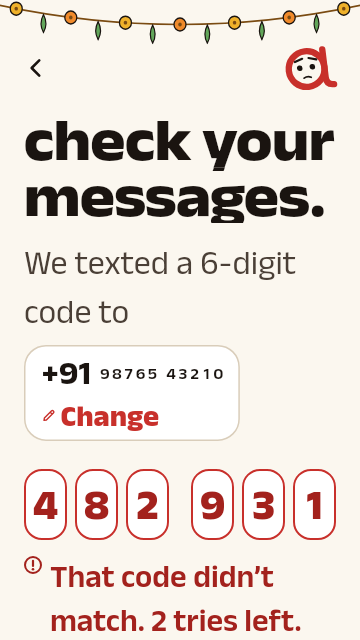 check your
messages.
We texted a 6-digit
code to
+91 98765 43210
Change
4 8 2 9 3 1
That code didn't
match. 2 tries left.